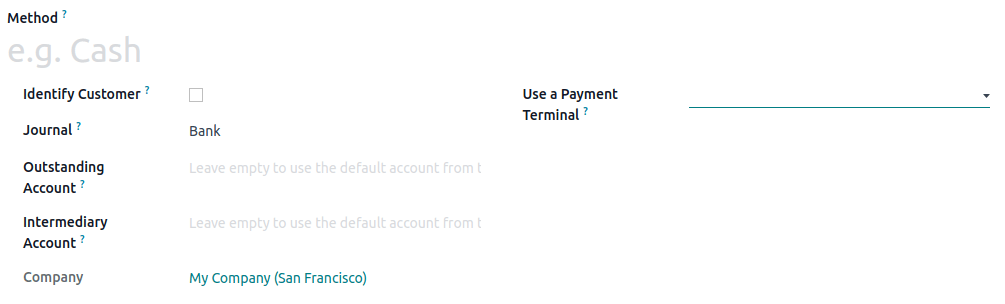 Method ?
e.g. Cash
Identify Customer ?
Use a Payment
Terminal ?
Journal ?
Bank
Outstanding
Account ?
Leave empty to use the default account from t
Intermediary
Account ?
Leave empty to use the default account from t
Company
My Company (San Francisco)